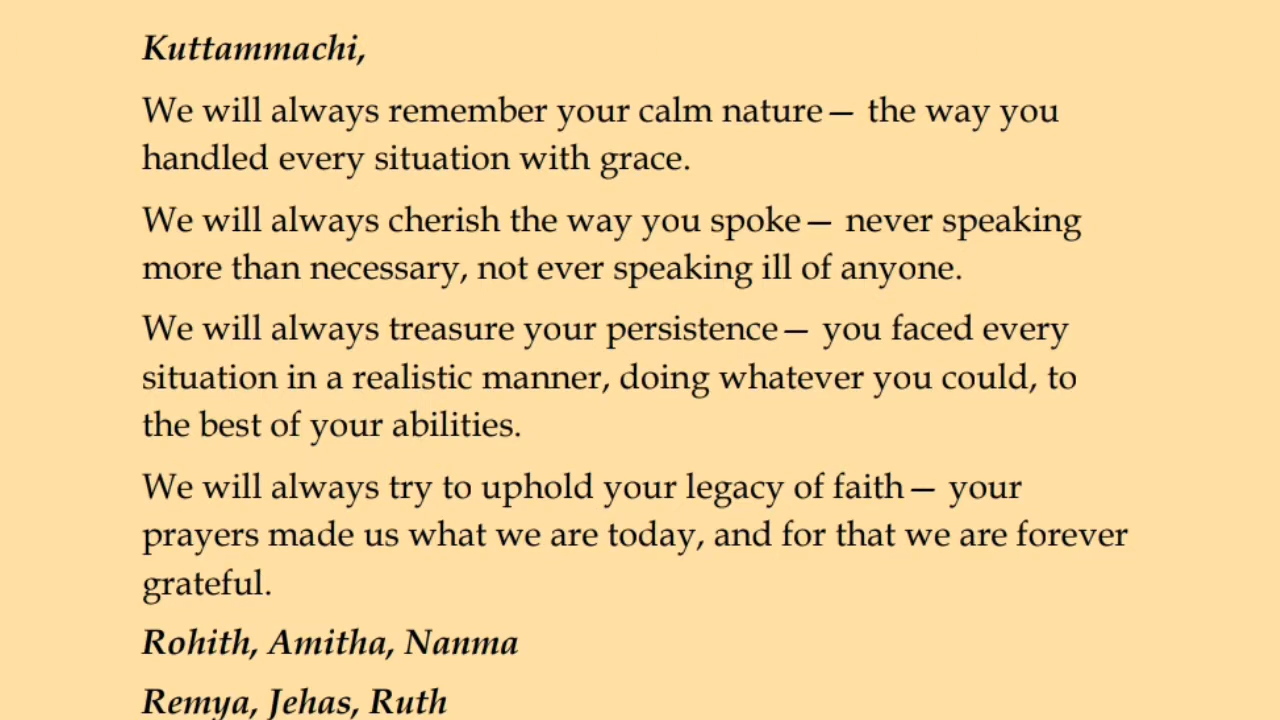 Kuttammachi,
We will always remember your calm nature— the way you
handled every situation with grace.
We will always cherish the way you spoke— never speaking
more than necessary, not ever speaking ill of anyone.
We will always treasure your persistence— you faced every
situation in a realistic manner, doing whatever you could, to
the best of your abilities.
We will always try to uphold your legacy of faith— your
prayers made us what we are today, and for that we are forever
grateful.
Rohith, Amitha, Nanma
Remya, Jehas, Ruth